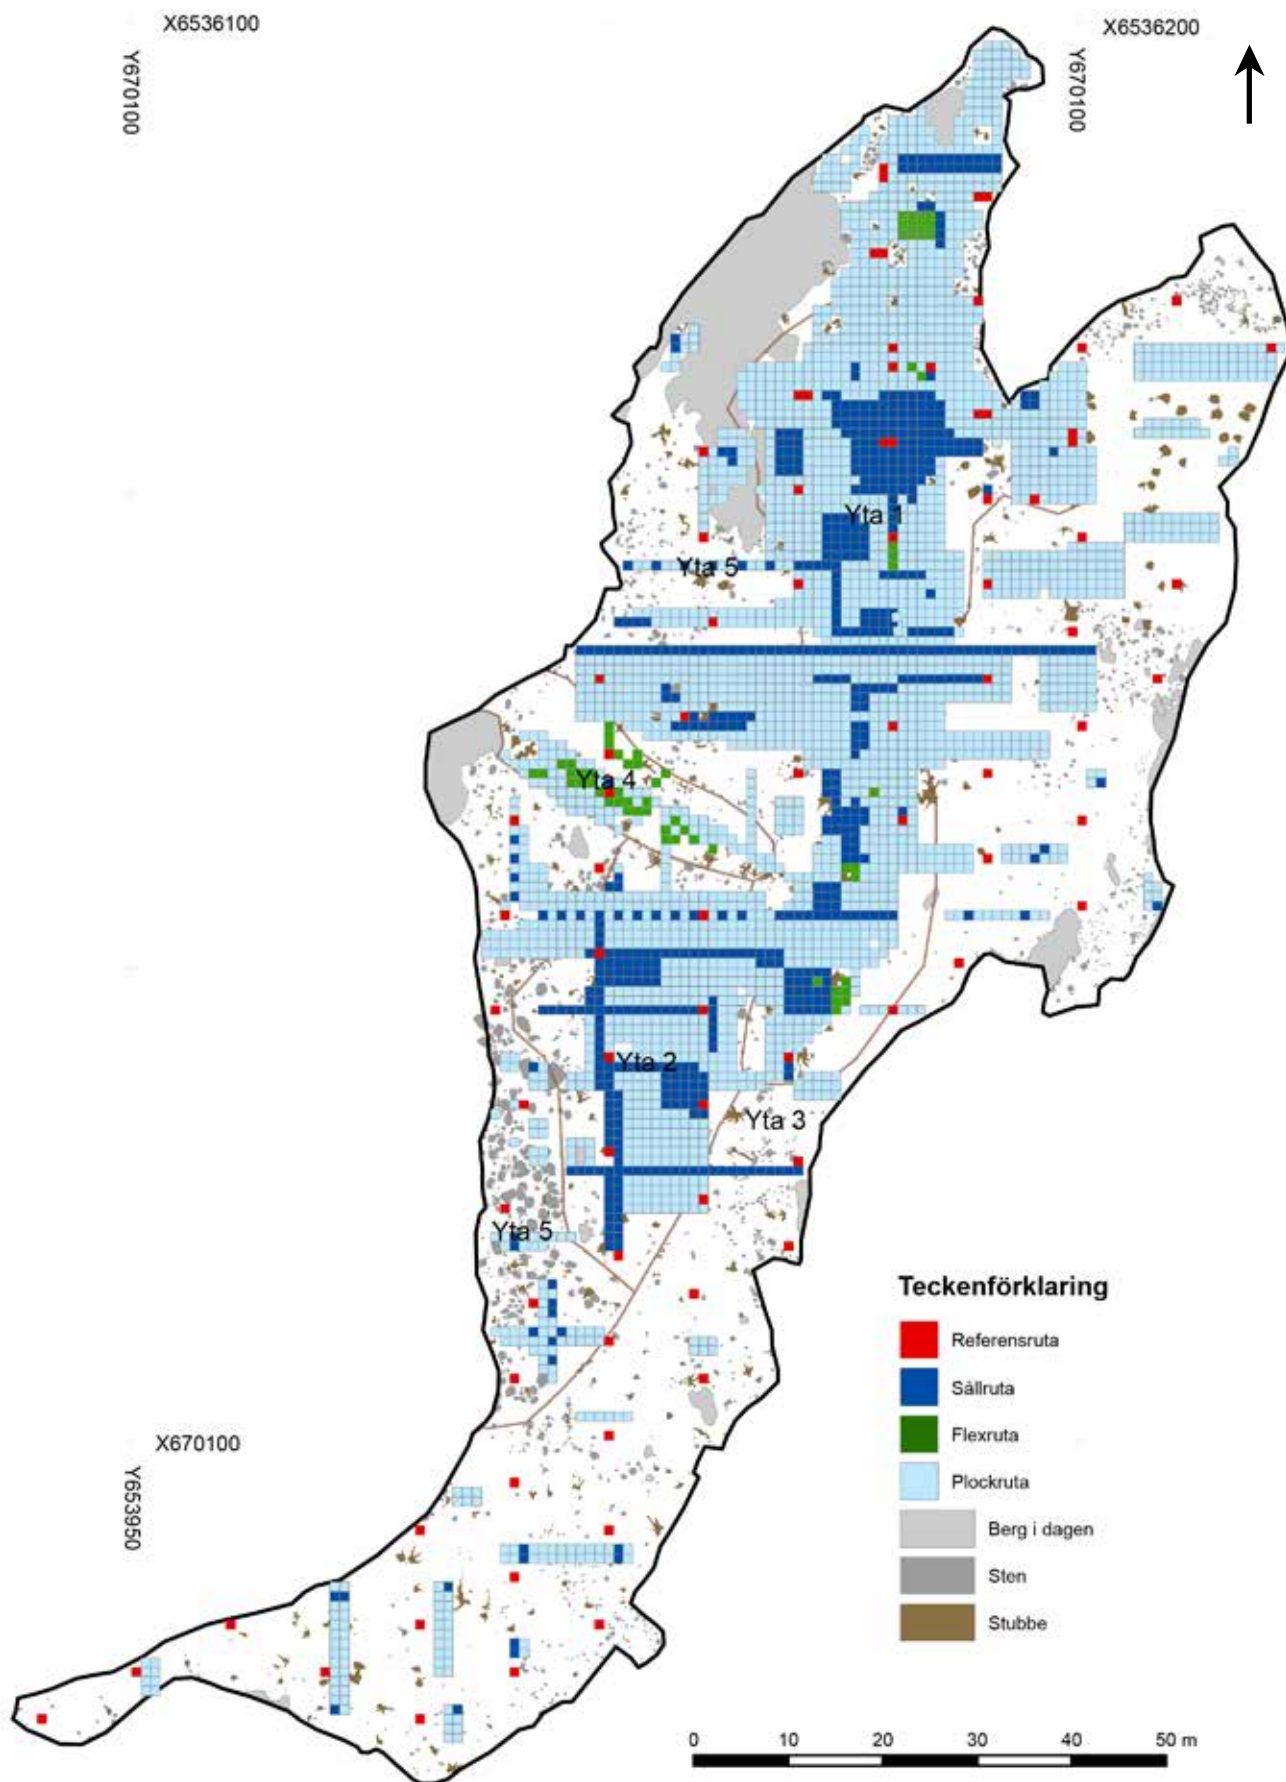 X6536100
X6536200
Y670100
Y670100
Yta 1
Yta 5
Yta 4
Yta 2
Yta 3
Yta 5
Teckenförklaring
Referensruta
Sållruta
Flexruta
Plockruta
Berg i dagen
Sten
Stubbe
X670100
Y653950
0 10 20 30 40 50 m